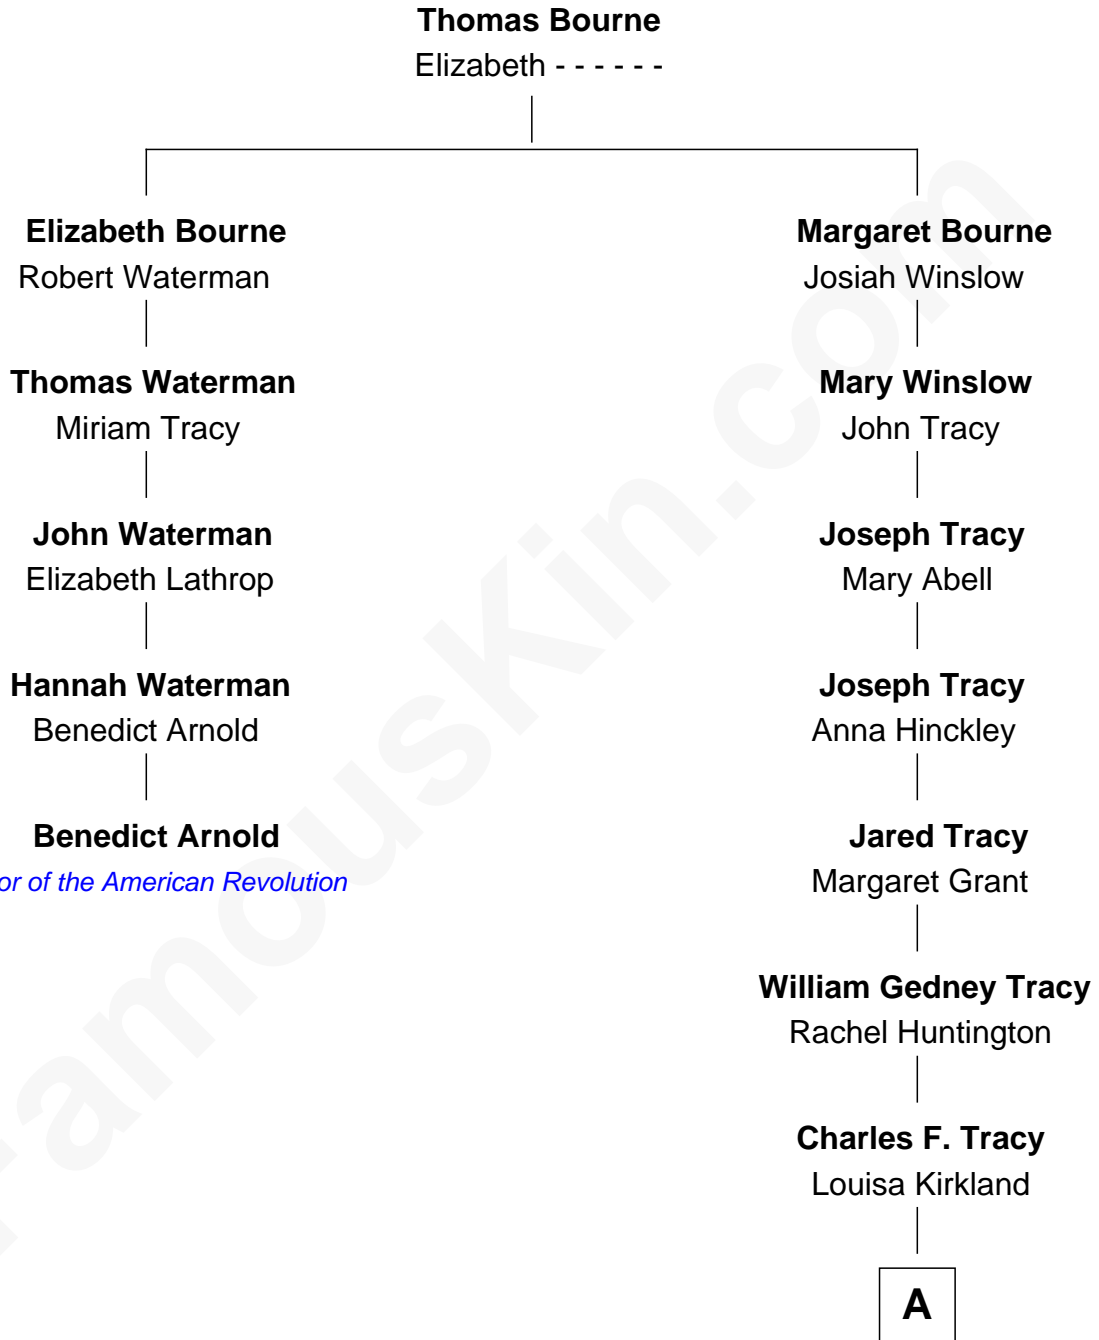 Thomas Bourne
Elizabeth - - - - - -
Elizabeth Bourne
Robert Waterman
Margaret Bourne
Josiah Winslow
Thomas Waterman
Miriam Tracy
Mary Winslow
John Tracy
John Waterman
Elizabeth Lathrop
Joseph Tracy
Mary Abell
Hannah Waterman
Benedict Arnold
Joseph Tracy
Anna Hinckley
Benedict Arnold
or of the American Revolution
Jared Tracy
Margaret Grant
William Gedney Tracy
Rachel Huntington
Charles F. Tracy
Louisa Kirkland
A
FamousKin.com